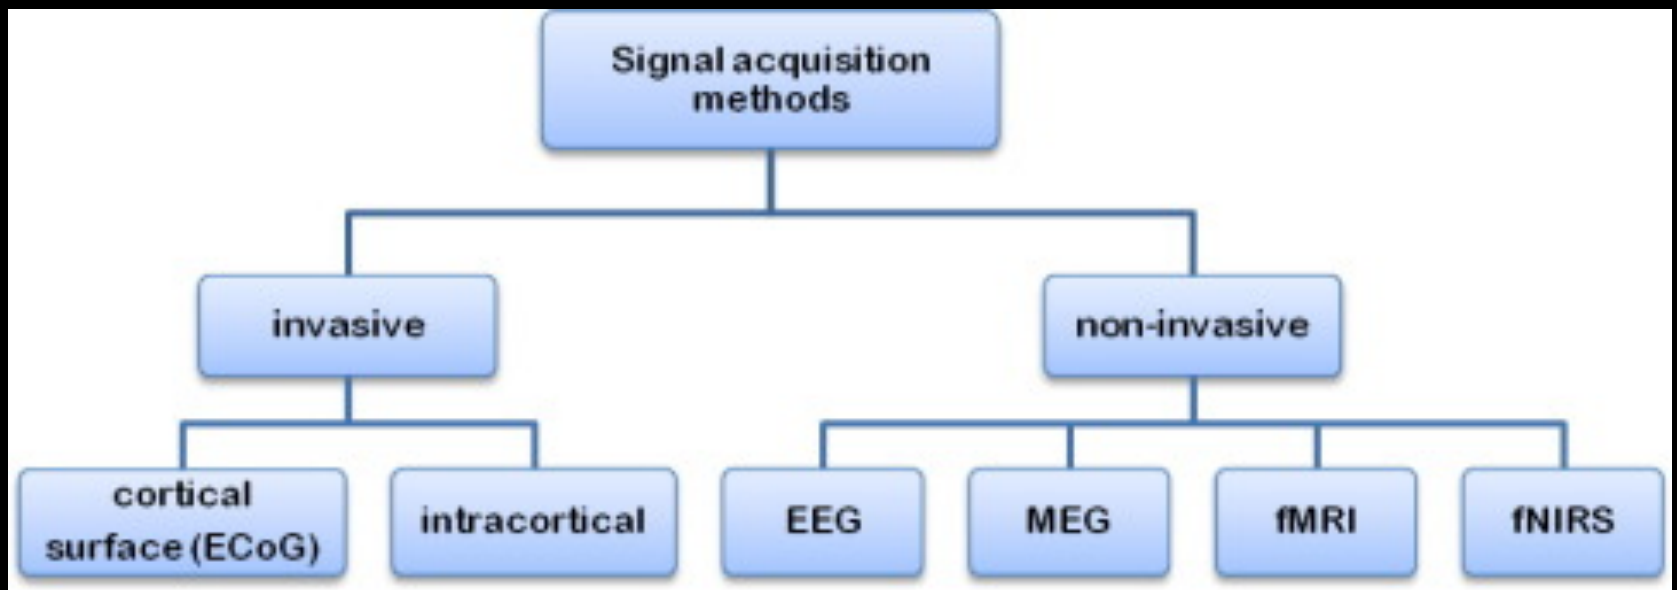 Signal acquisition
methods
invasive
non-invasive
cortical
surface (ECoG)
intracortical
EEG
MEG
fMRI
fNIRS